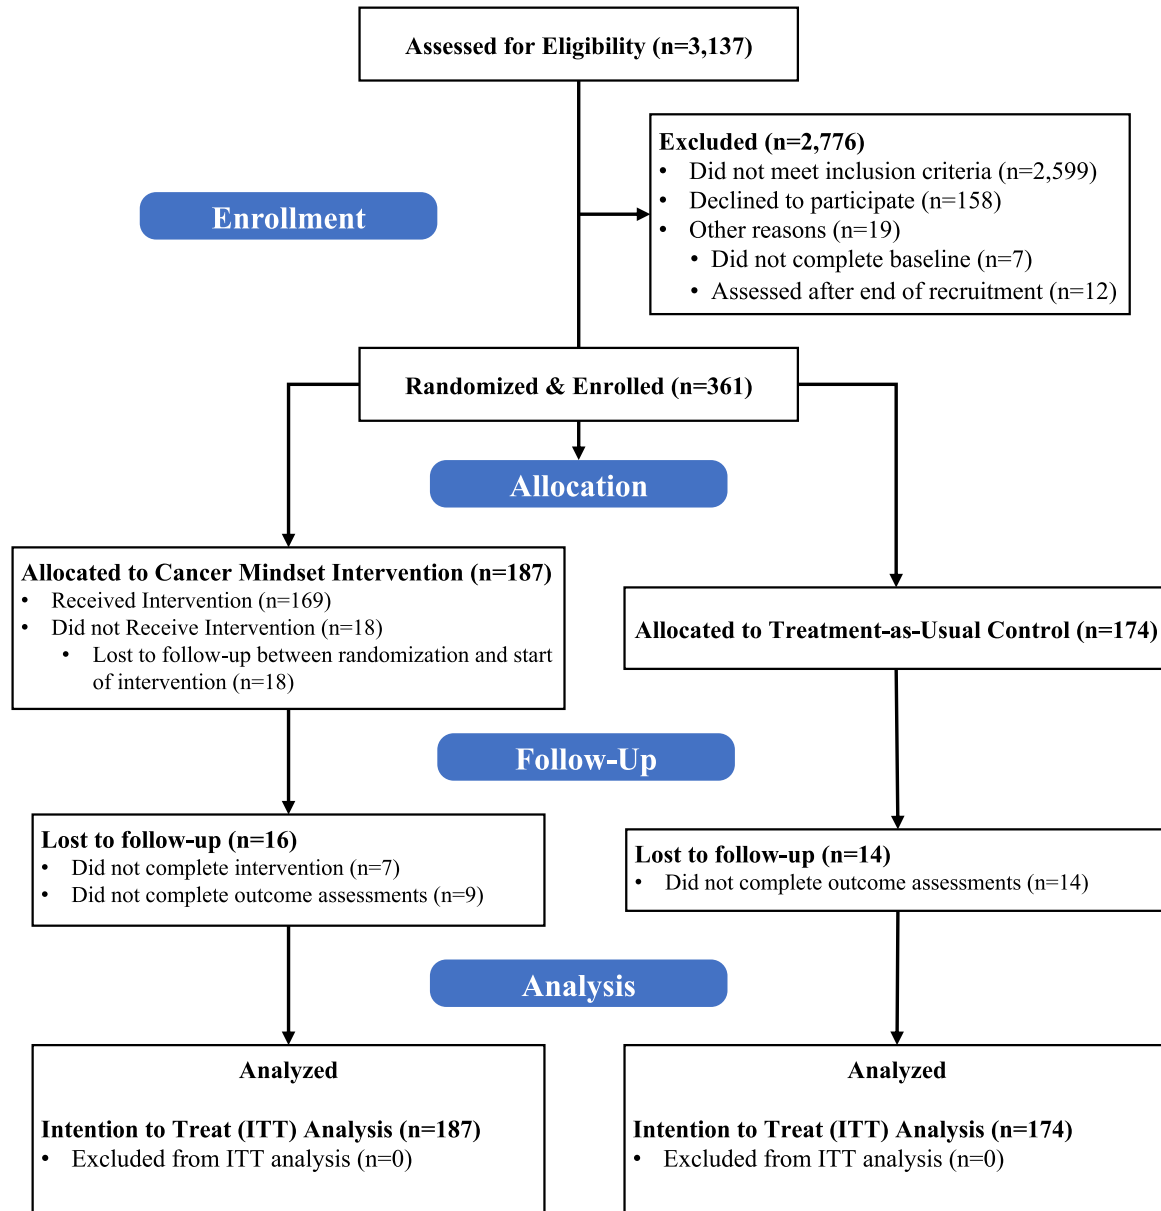 Assessed for Eligibility (n=3,137)
Excluded (n=2,776)
• Did not meet inclusion criteria (n=2,599)
• Declined to participate (n=158)
• Other reasons (n=19)
• Did not complete baseline (n=7)
• Assessed after end of recruitment (n=12)
Enrollment
Randomized & Enrolled (n=361)
Allocation
Allocated to Cancer Mindset Intervention (n=187)
• Received Intervention (n=169)
• Did not Receive Intervention (n=18)
• Lost to follow-up between randomization and start
of intervention (n=18)
Allocated to Treatment-as-Usual Control (n=174)
Follow-Up
Lost to follow-up (n=16)
• Did not complete intervention (n=7)
• Did not complete outcome assessments (n=9)
Lost to follow-up (n=14)
• Did not complete outcome assessments (n=14)
Analysis
Analyzed
Intention to Treat (ITT) Analysis (n=187)
• Excluded from ITT analysis (n=0)
Analyzed
Intention to Treat (ITT) Analysis (n=174)
• Excluded from ITT analysis (n=0)